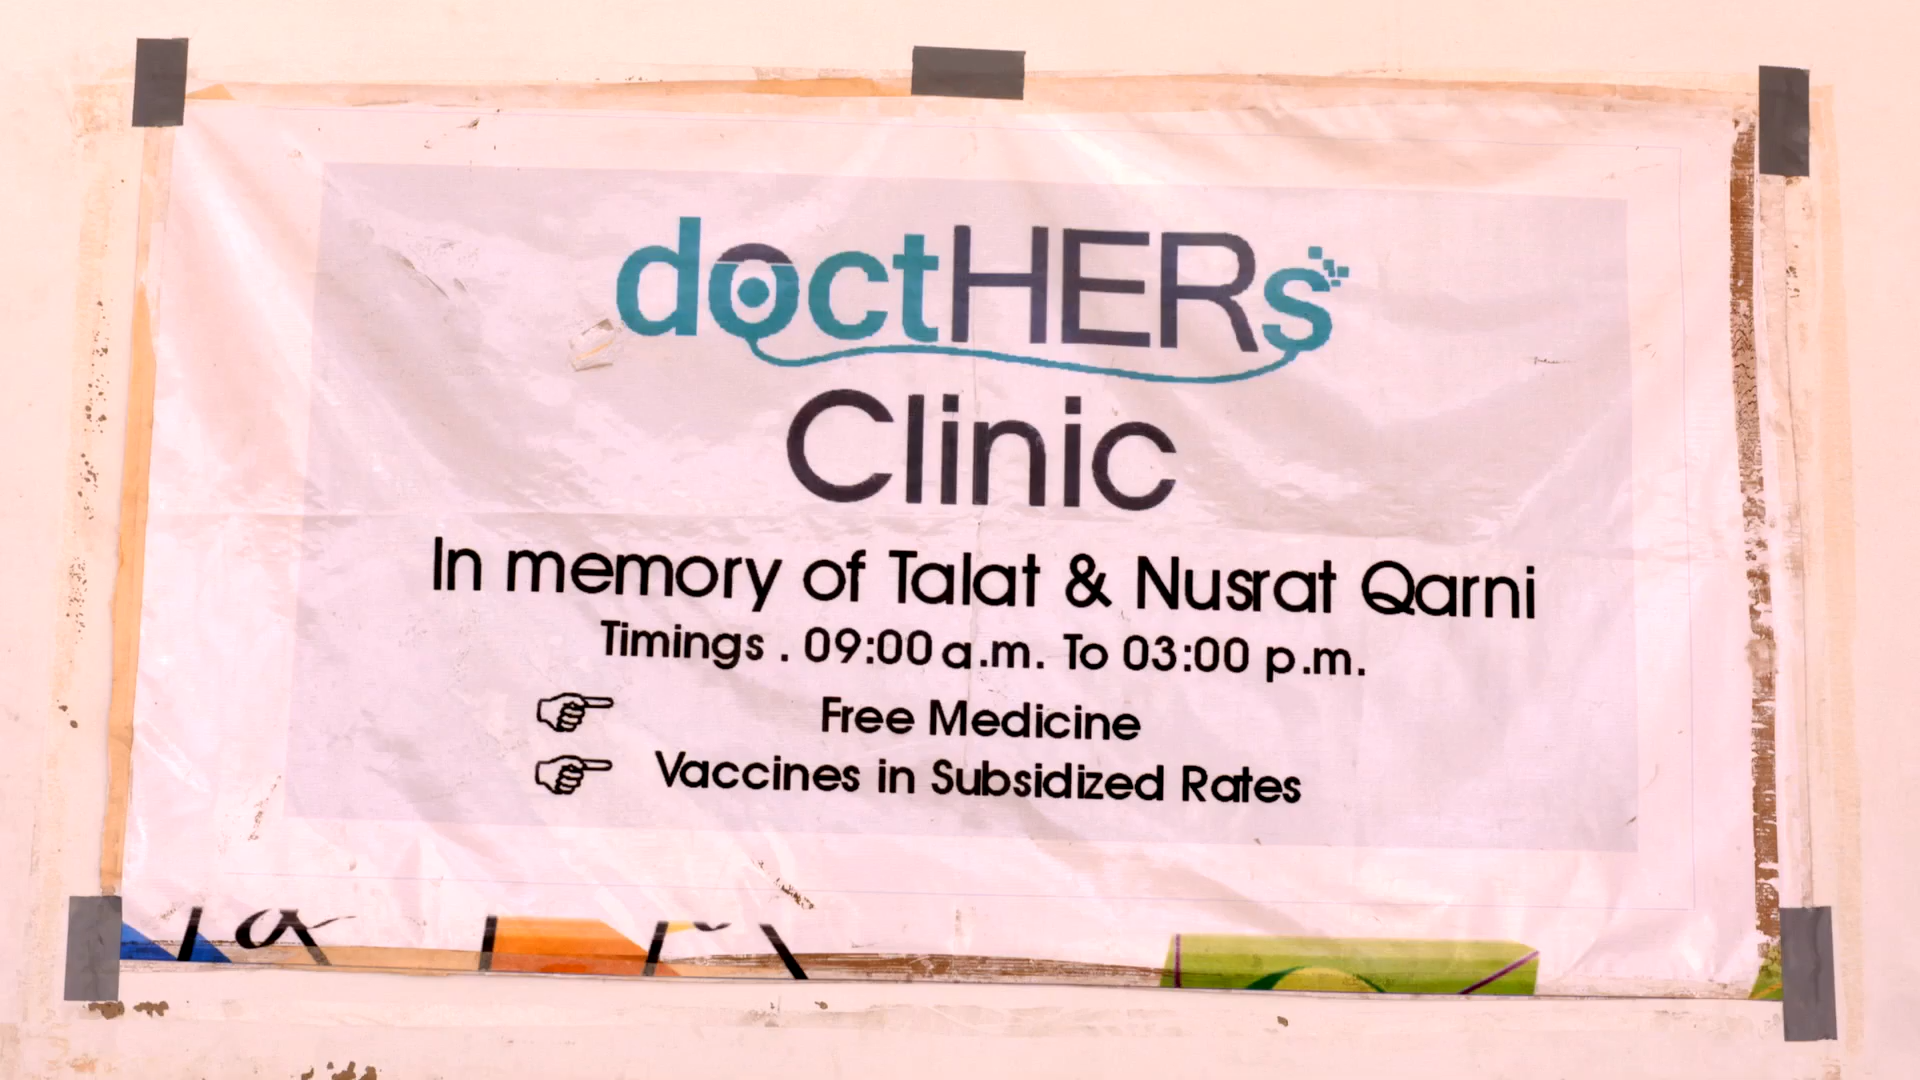 doctHERs
Clinic
In memory of Talat & Nusrat Qarni
Timings . 09:00 a.m. To 03:00 p.m.
Free Medicine
Vaccines in Subsidized Rates